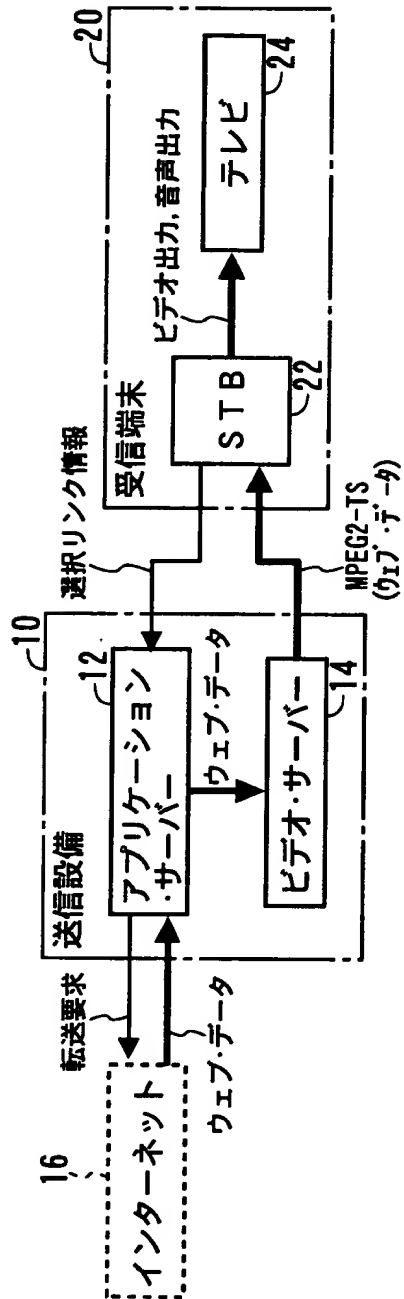 16
インターネット
転送要求
ウェブ・データ
10
送信設備
12
アプリケーション
・サーバー
ウェブ・データ
ビデオ・サーバー
14
選択リンク情報
MPEG2-TS
(ウェブ・データ)
20
受信端末
STB
22
ビデオ出力,音声出力
テレビ
24